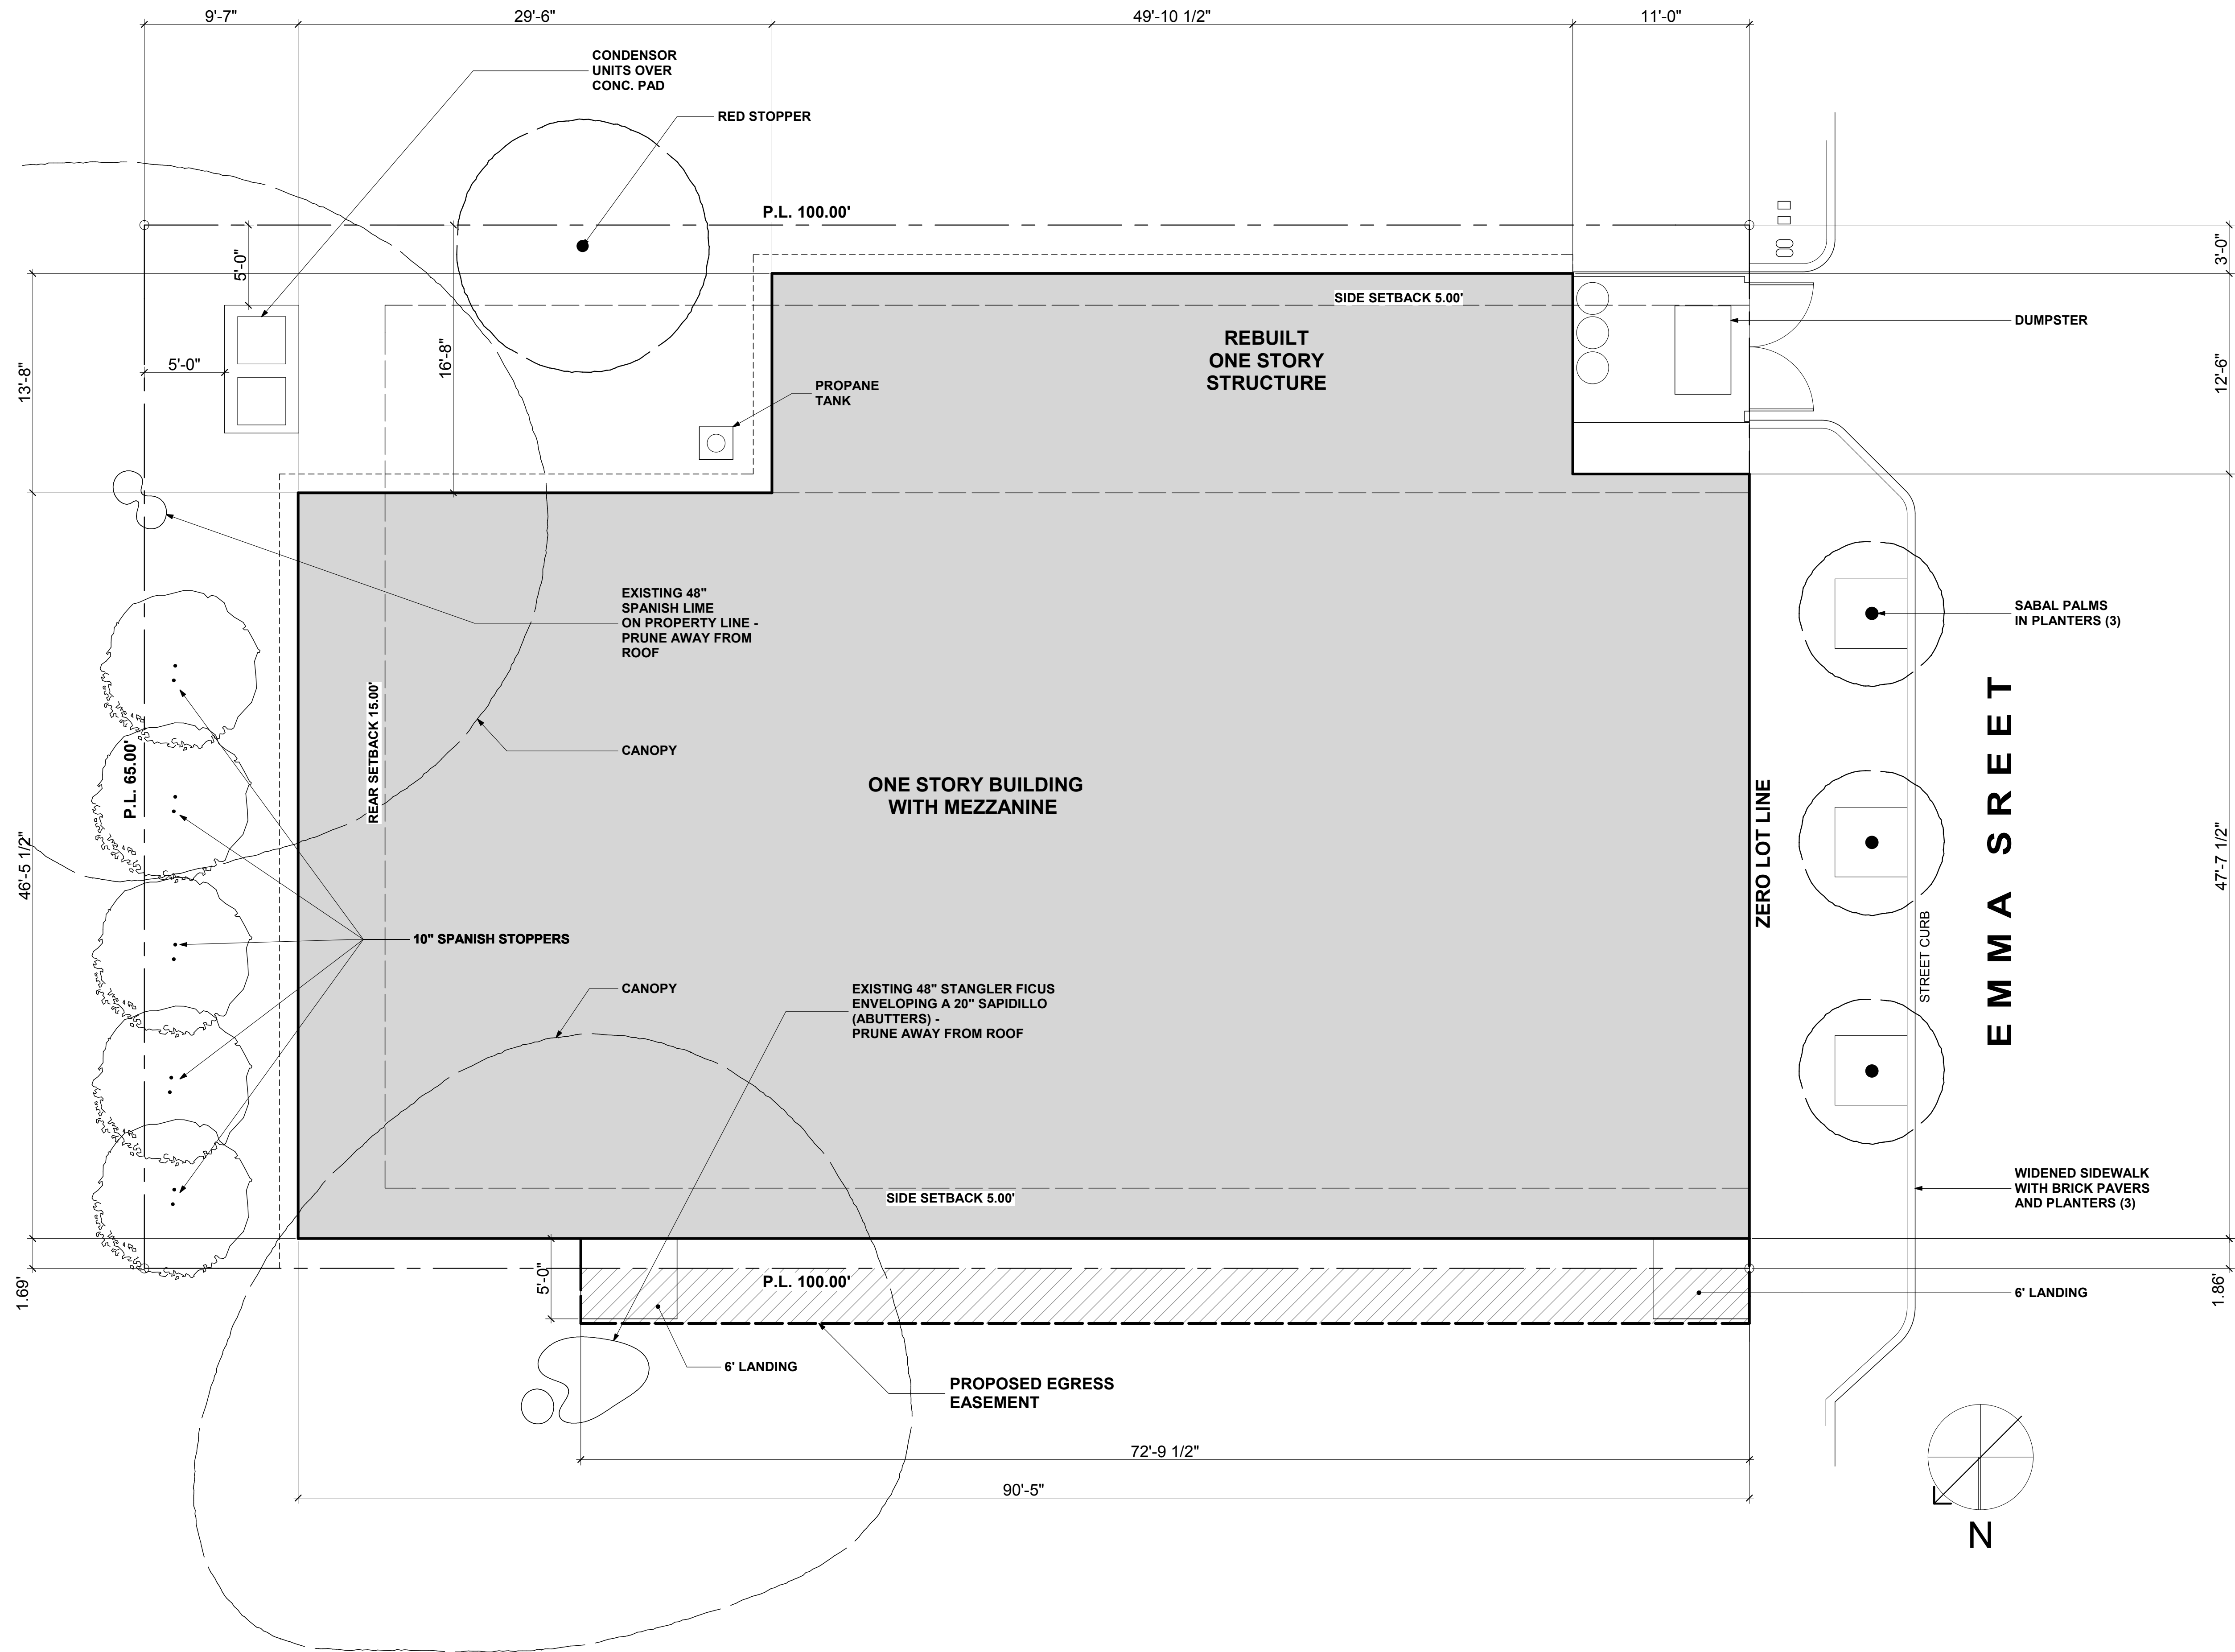 9'-7"
29'-6"
49'-10 1/2"
11'-0"
CONDENSOR
UNITS OVER
CONC. PAD
RED STOPPER
P.L. 100.00'
5'-0"
3'-0"
SIDE SETBACK 5.00'
REBUILT
ONE STORY
STRUCTURE
DUMPSTER
5'-0"
16'-8"
13'-8"
12'-6"
PROPANE
TANK
EXISTING 48"
SPANISH LIME
ON PROPERTY LINE -
PRUNE AWAY FROM
ROOF
SABAL PALMS
IN PLANTERS (3)
REAR SETBACK 15.00'
CANOPY
P.L. 65.00'
ONE STORY BUILDING
WITH MEZZANINE
ZERO LOT LINE
EMMA SREET
46'-5 1/2"
47'-7 1/2"
10" SPANISH STOPPERS
STREET CURB
CANOPY
EXISTING 48" STANGLER FICUS
ENVELOPING A 20" SAPIDILLO
(ABUTTERS) -
PRUNE AWAY FROM ROOF
SIDE SETBACK 5.00'
WIDENED SIDEWALK
WITH BRICK PAVERS
AND PLANTERS (3)
5'-0"
P.L. 100.00'
1.69'
1.86'
6' LANDING
6' LANDING
PROPOSED EGRESS
EASEMENT
72'-9 1/2"
90'-5"
N